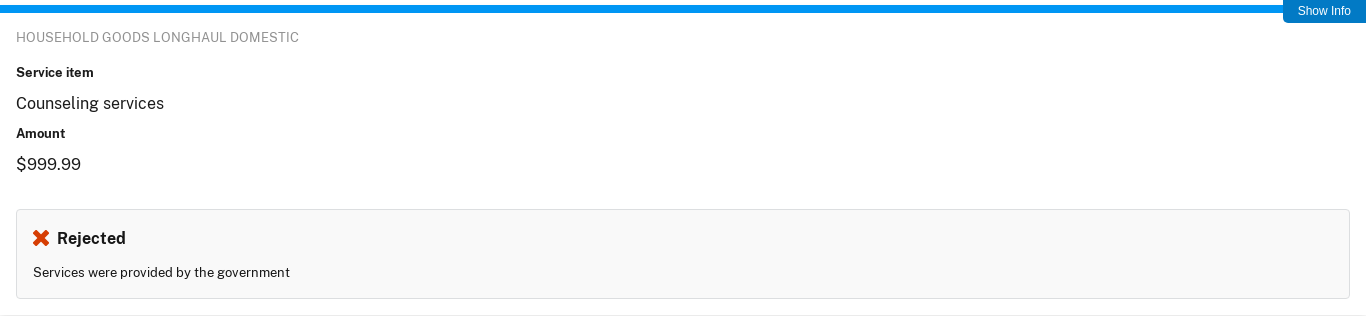 Show Info
HOUSEHOLD GOODS LONGHAUL DOMESTIC
Service item
Counseling services
Amount
$999.99
Rejected
Services were provided by the government